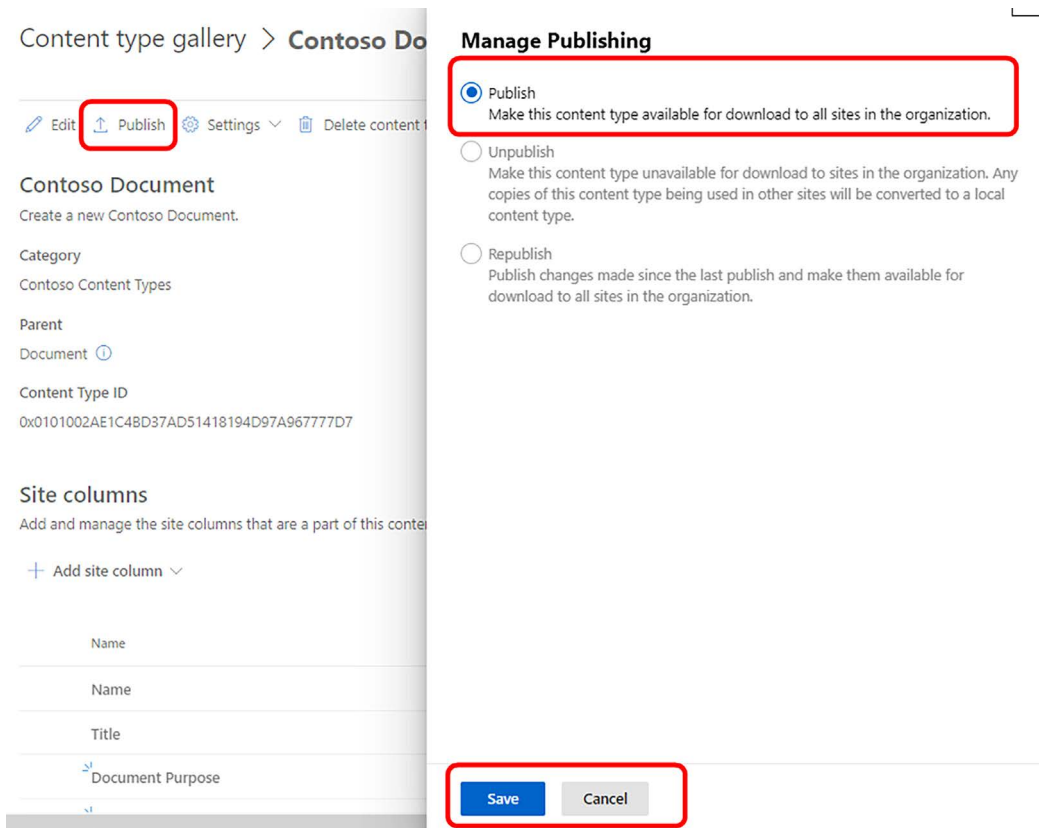 Content type gallery > Contoso Do
Edit Publish Settings Delete content t
Contoso Document
Create a new Contoso Document.
Category
Contoso Content Types
Parent
Document
Content Type ID
0x0101002AE1C4BD37AD51418194D97A967777D7
Site columns
Add and manage the site columns that are a part of this conte
Add site column
Name
Name
Title
Document Purpose
Manage Publishing
Publish
Make this content type available for download to all sites in the organization.
Unpublish
Make this content type unavailable for download to sites in the organization. Any
copies of this content type being used in other sites will be converted to a local
content type.
Republish
Publish changes made since the last publish and make them available for
download to all sites in the organization.
Save Cancel